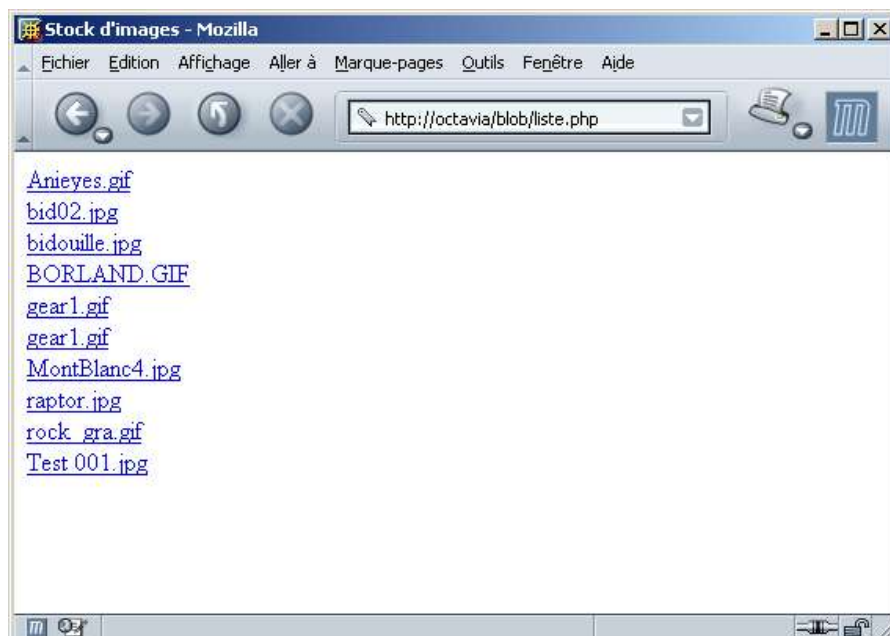 Stock d'images - Mozilla
Fichier Edition Affichage Aller à Marque-pages Outils Fenêtre Aide
http://octavia/blob/liste.php
Anieyes.gif
bid02.jpg
bidouille.jpg
BORLAND.GIF
gear1.gif
gear1.gif
MontBlanc4.jpg
raptor.jpg
rock_gra.gif
Test 001.jpg